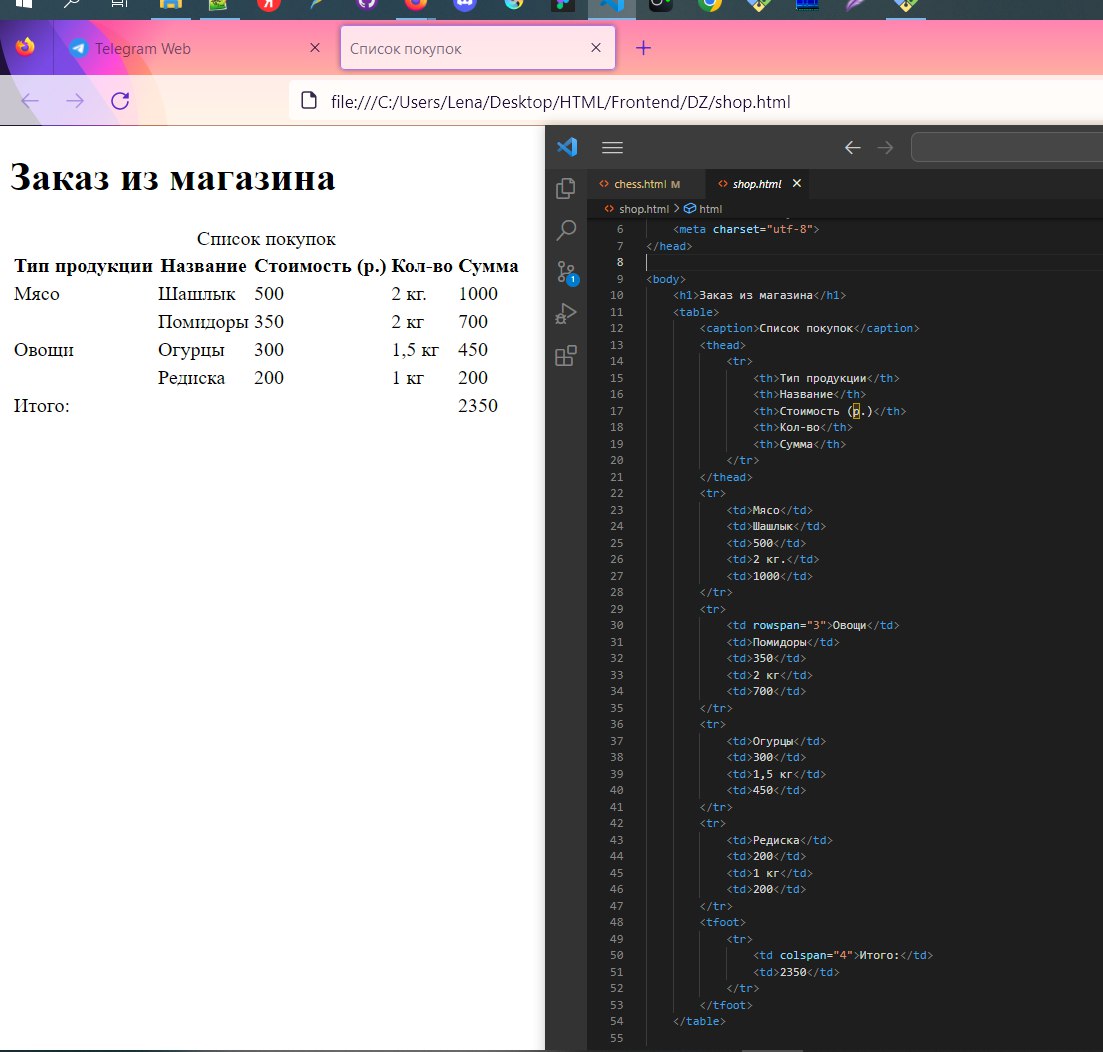 Telegram Web
Список покупок
file:///C:/Users/Lena/Desktop/HTML/Frontend/DZ/shop.html
Заказ из магазина
Список покупок
Тип продукции Название Стоимость (р.) Кол-во Сумма
Мясо Шашлык 500 2 кг. 1000
Помидоры 350 2 кг 700
Овощи Огурцы 300 1,5 кг 450
Редиска 200 1 кг 200
Итого: 2350
chess.html M
shop.html
shop.html > html
1
6 <meta charset="utf-8">
7 </head>
8
9 <body>
10 <h1>Заказ из магазина</h1>
11 <table>
12 <caption>Список покупок</caption>
13 <thead>
14 <tr>
15 <th>Тип продукции</th>
16 <th>Название</th>
17 <th>Стоимость (р.)</th>
18 <th>Кол-во</th>
19 <th>Сумма</th>
20 </tr>
21 </thead>
22 <tr>
23 <td>Мясо</td>
24 <td>Шашлык</td>
25 <td>500</td>
26 <td>2 кг.</td>
27 <td>1000</td>
28 </tr>
29 <tr>
30 <td rowspan="3">Овощи</td>
31 <td>Помидоры</td>
32 <td>350</td>
33 <td>2 кг</td>
34 <td>700</td>
35 </tr>
36 <tr>
37 <td>Огурцы</td>
38 <td>300</td>
39 <td>1,5 кг</td>
40 <td>450</td>
41 </tr>
42 <tr>
43 <td>Редиска</td>
44 <td>200</td>
45 <td>1 кг</td>
46 <td>200</td>
47 </tr>
48 <tfoot>
49 <tr>
50 <td colspan="4">Итого:</td>
51 <td>2350</td>
52 </tr>
53 </tfoot>
54 </table>
55